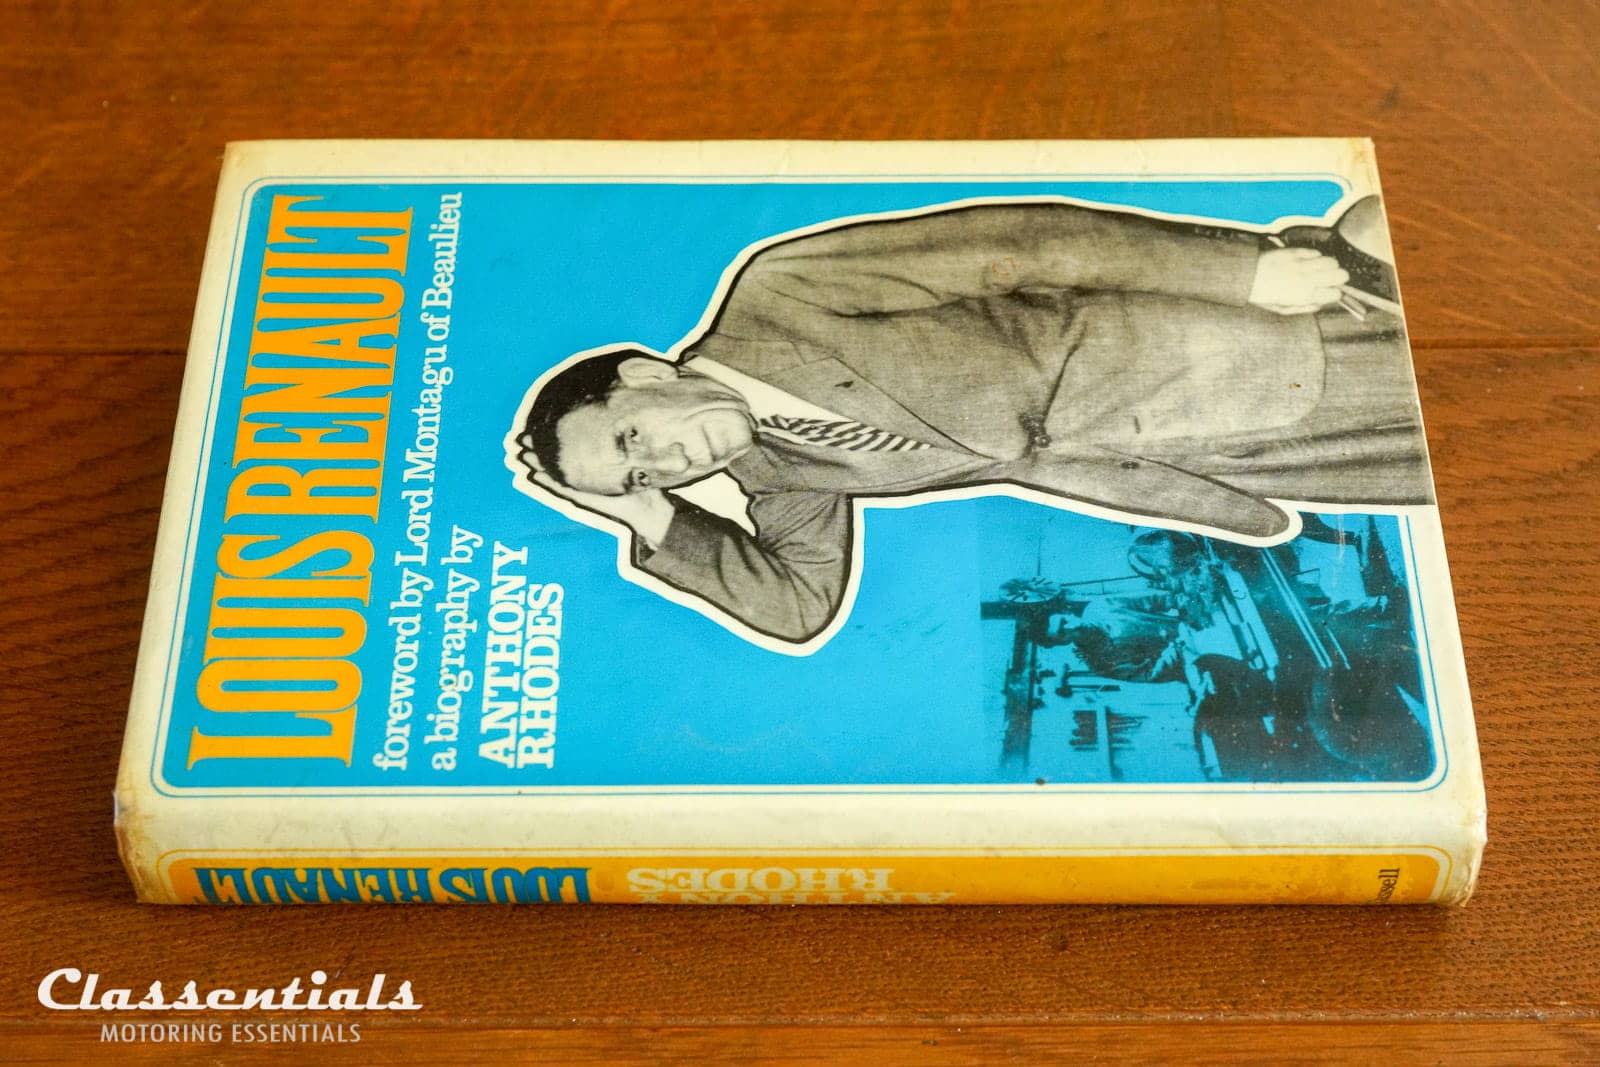 LOUIS RENAULT
foreword by Lord Montagu of Beaulieu
a biography by
ANTHONY
RHODES
LOUIS RENAULT
ANTHONY
RHODES
Classentials
MOTORING ESSENTIALS